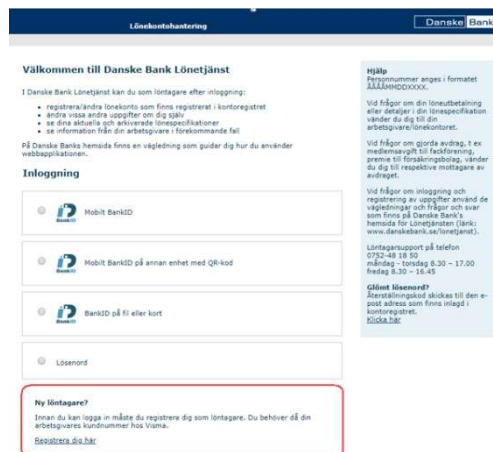 Lönekontohantering
Danske Bank
Välkommen till Danske Bank Lönetjänst
I Danske Bank Lönetjänst kan du som löntagare efter inloggning:
registrera/ändra lönekonto som finns registrerat i kontoregistret
ändra vissa andra uppgifter om dig själv
se dina aktuella och arkiverade lönespecifikationer
se information från din arbetsgivare i förekommande fall
På Danske Banks hemsida finns en vägledning som guidar dig hur du använder
webbapplikationen.
Inloggning
BankID
Mobilt BankID
BankID
Mobilt BankID på annan enhet med QR-kod
BankID
BankID på fil eller kort
Lösenord
Ny löntagare?
Innan du kan logga in måste du registrera dig som löntagare. Du behöver då din
arbetsgivares kundnummer hos Visma.
Registrera dig här
Hjälp
Personnummer anges i formatet
ÅÅÅÅMMDDXXXX.
Vid frågor om din löneutbetalning
eller detaljer i din lönespecifikation
vänder du dig till din
arbetsgivare/lönekontoret.
Vid frågor om gjorda avdrag, t ex
medlemsavgift till fackförening,
premie till försäkringsbolag, vänder
du dig till respektive mottagare av
avdraget.
Vid frågor om inloggning och
registrering av uppgifter använd de
vägledningar och frågor och svar
som finns på Danske Bank's
hemsida för Lönetjänsten (länk:
www.danskebank.se/lonetjanst).
Löntagarsupport på telefon
0752-48 18 50
måndag - torsdag 8.30 – 17.00
fredag 8.30 – 16.45
Glömt lösenord?
Återställningskod skickas till den e-
post adress som finns inlagd i
kontoregistret.
Klicka här